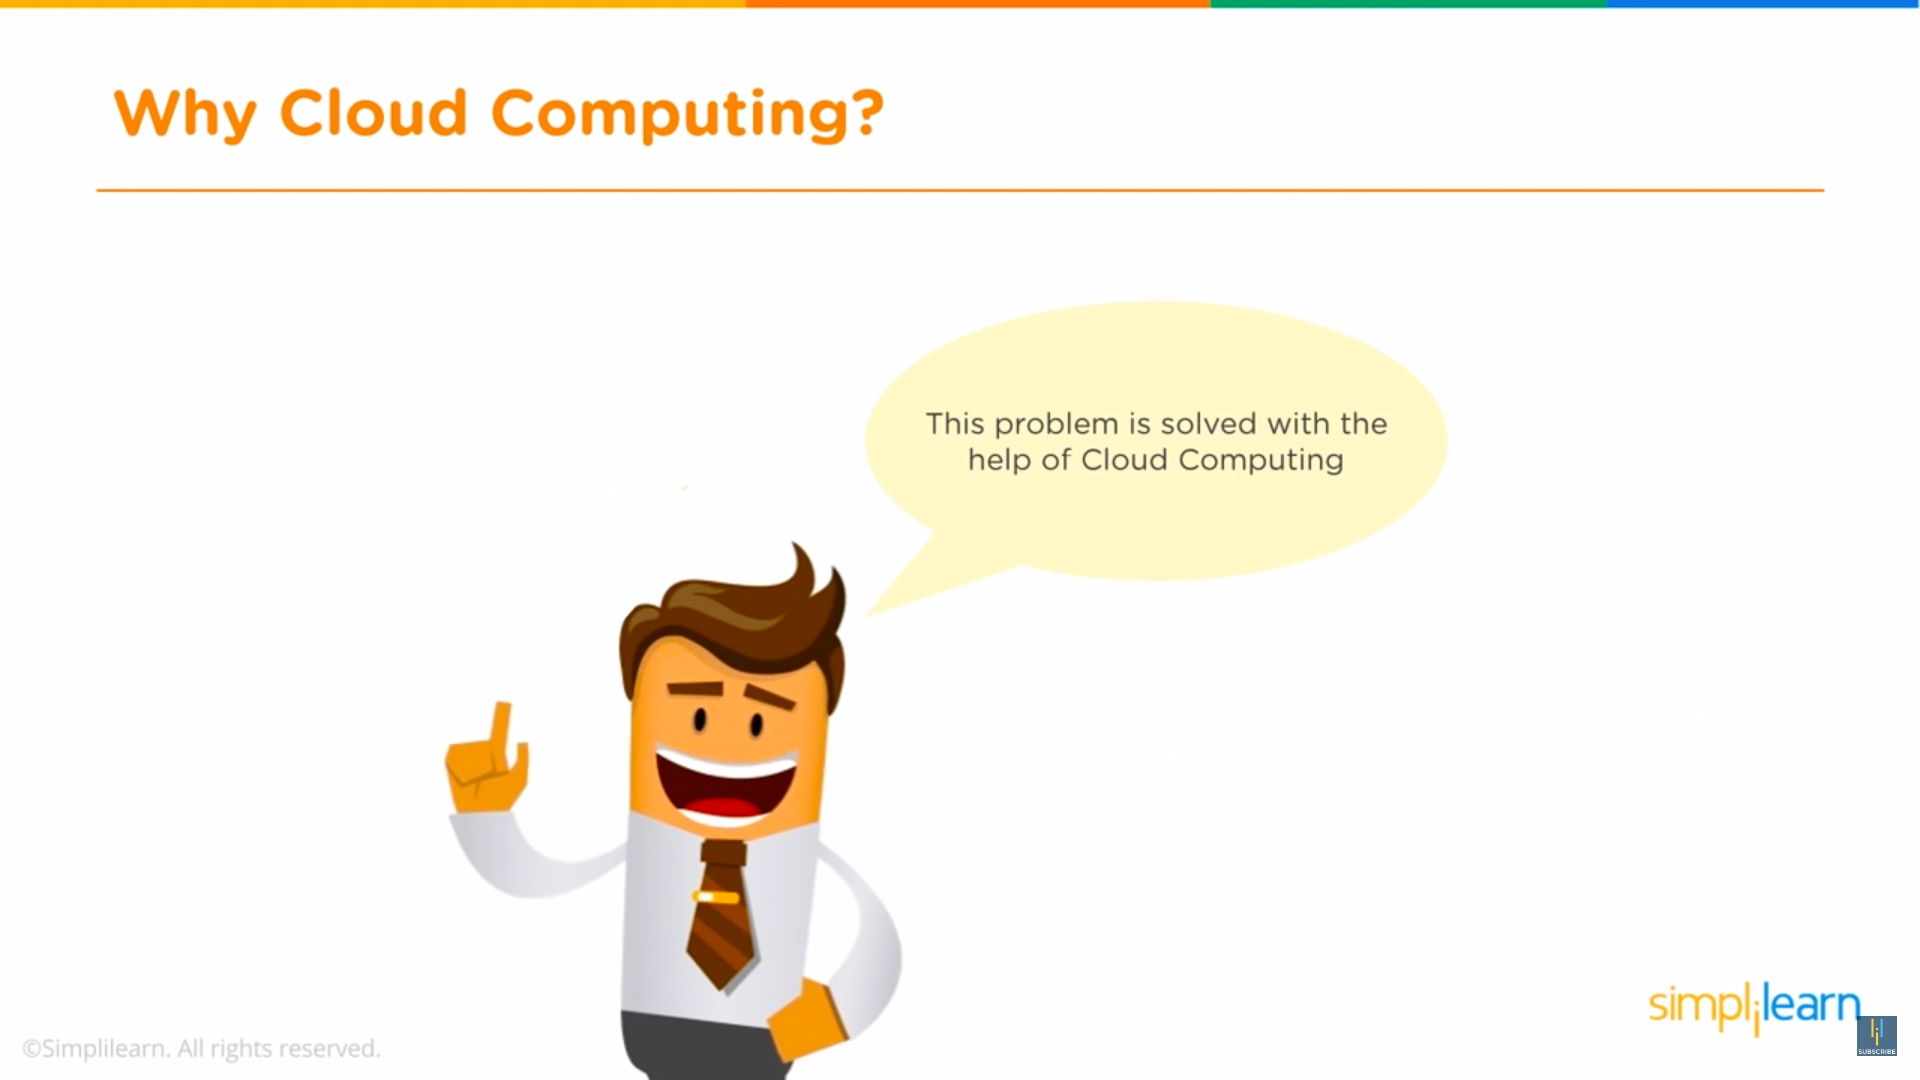 Why Cloud Computing?
This problem is solved with the
help of Cloud Computing
simplilearn
SUBSCRIBE
©Simplilearn. All rights reserved.